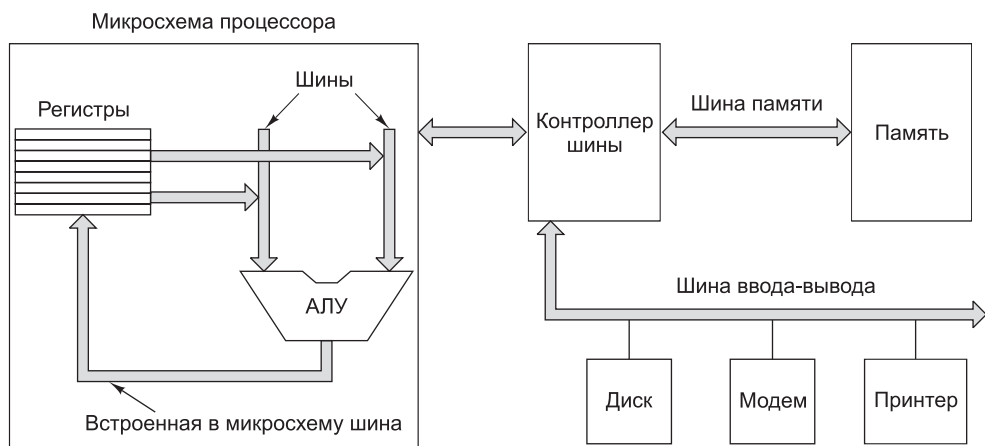 Микросхема процессора
Шины
Регистры
АЛУ
Встроенная в микросхему шина
Контроллер
шины
Шина памяти
Память
Шина ввода-вывода
Диск
Модем
Принтер